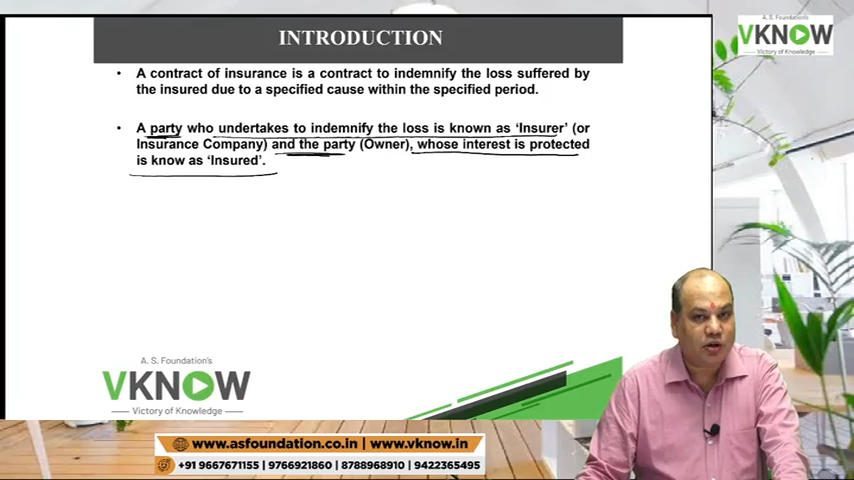 INTRODUCTION
A. S. Foundation's
VKNOW
Victory of Knowledge
• A contract of insurance is a contract to indemnify the loss suffered by
the insured due to a specified cause within the specified period.
• A party who undertakes to indemnify the loss is known as ‘Insurer’ (or
Insurance Company) and the party (Owner), whose interest is protected
is know as ‘Insured’.
A. S. Foundation's
VKNOW
Victory of Knowledge
www.asfoundation.co.in | www.vknow.in
+91 9667671155 | 9766921860 | 8788968910 | 9422365495